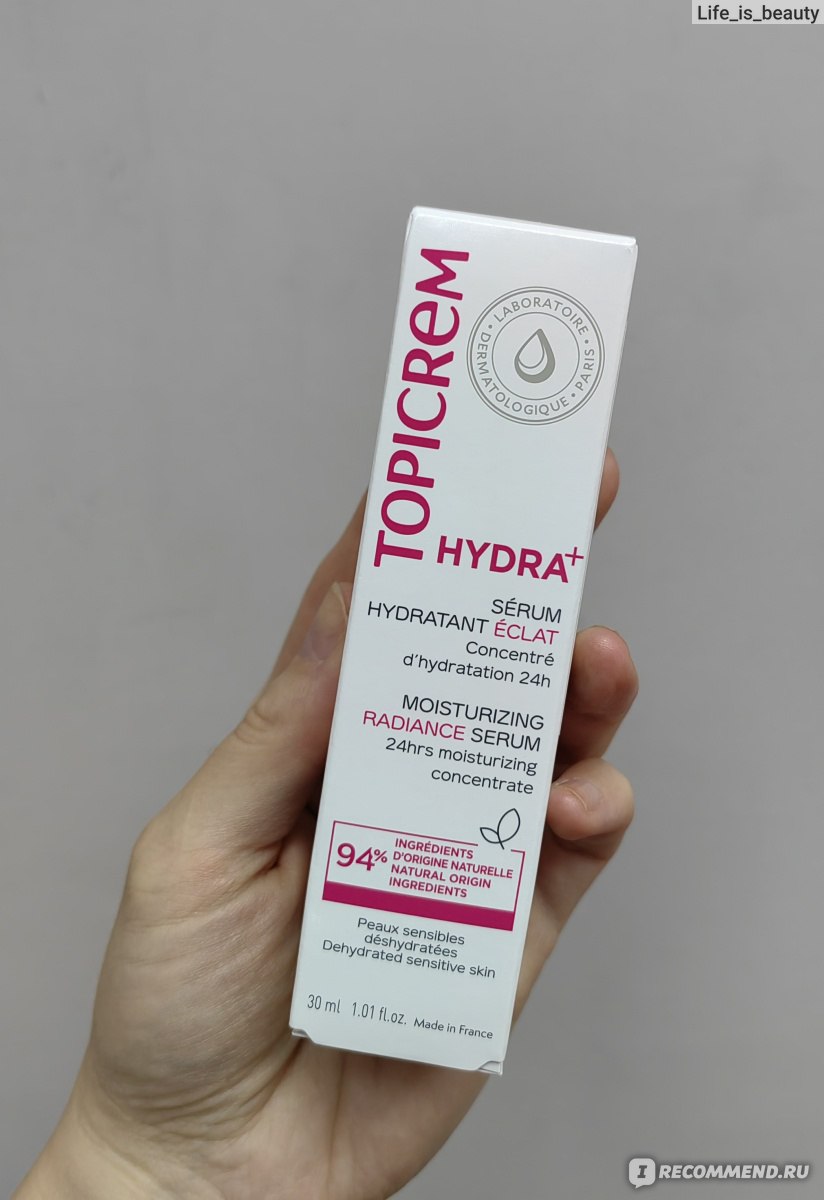 Life_is_beauty
TOPICREM
LABORATOIRE • PARIS • DERMATOLOGIQUE •
HYDRA+
SÉRUM
HYDRATANT ÉCLAT
Concentré
d'hydratation 24h
MOISTURIZING
RADIANCE SERUM
24hrs moisturizing
concentrate
94%
INGRÉDIENTS
D'ORIGINE NATURELLE
NATURAL ORIGIN
INGREDIENTS
Peaux sensibles
déshydratées
Dehydrated sensitive skin
30 ml 1.01 fl.oz. Made in France
I RECOMMEND.RU